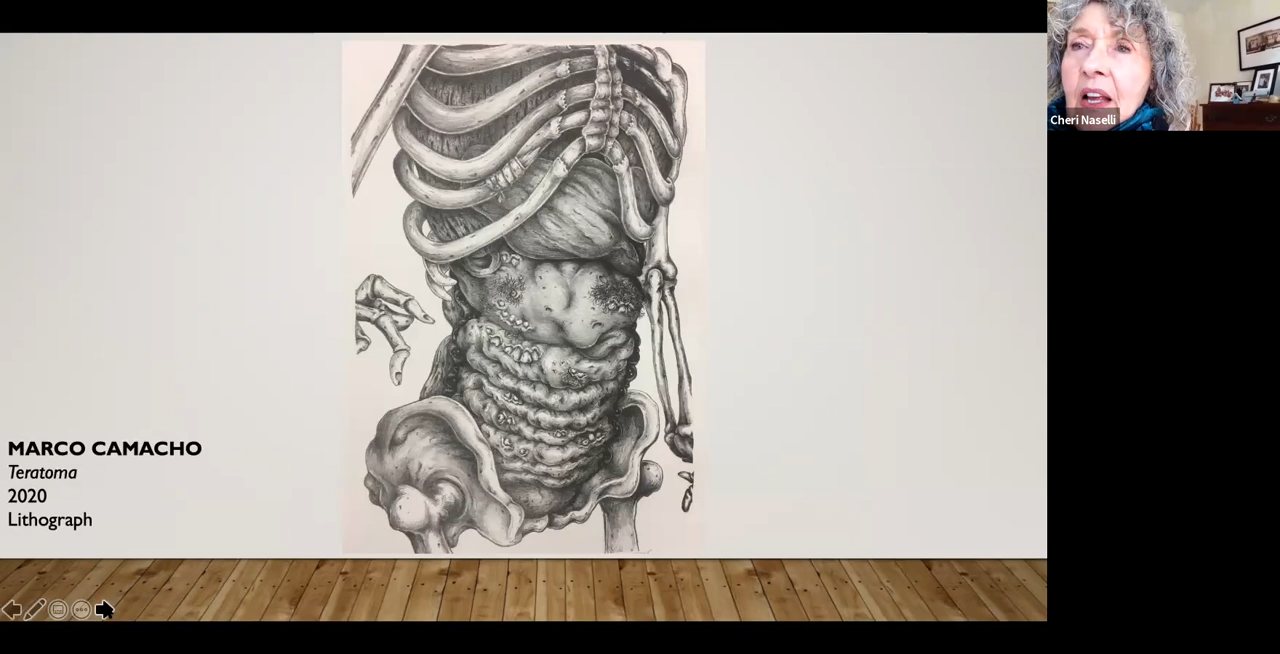 Cheri Naselli
MARCO CAMACHO
Teratoma
2020
Lithograph